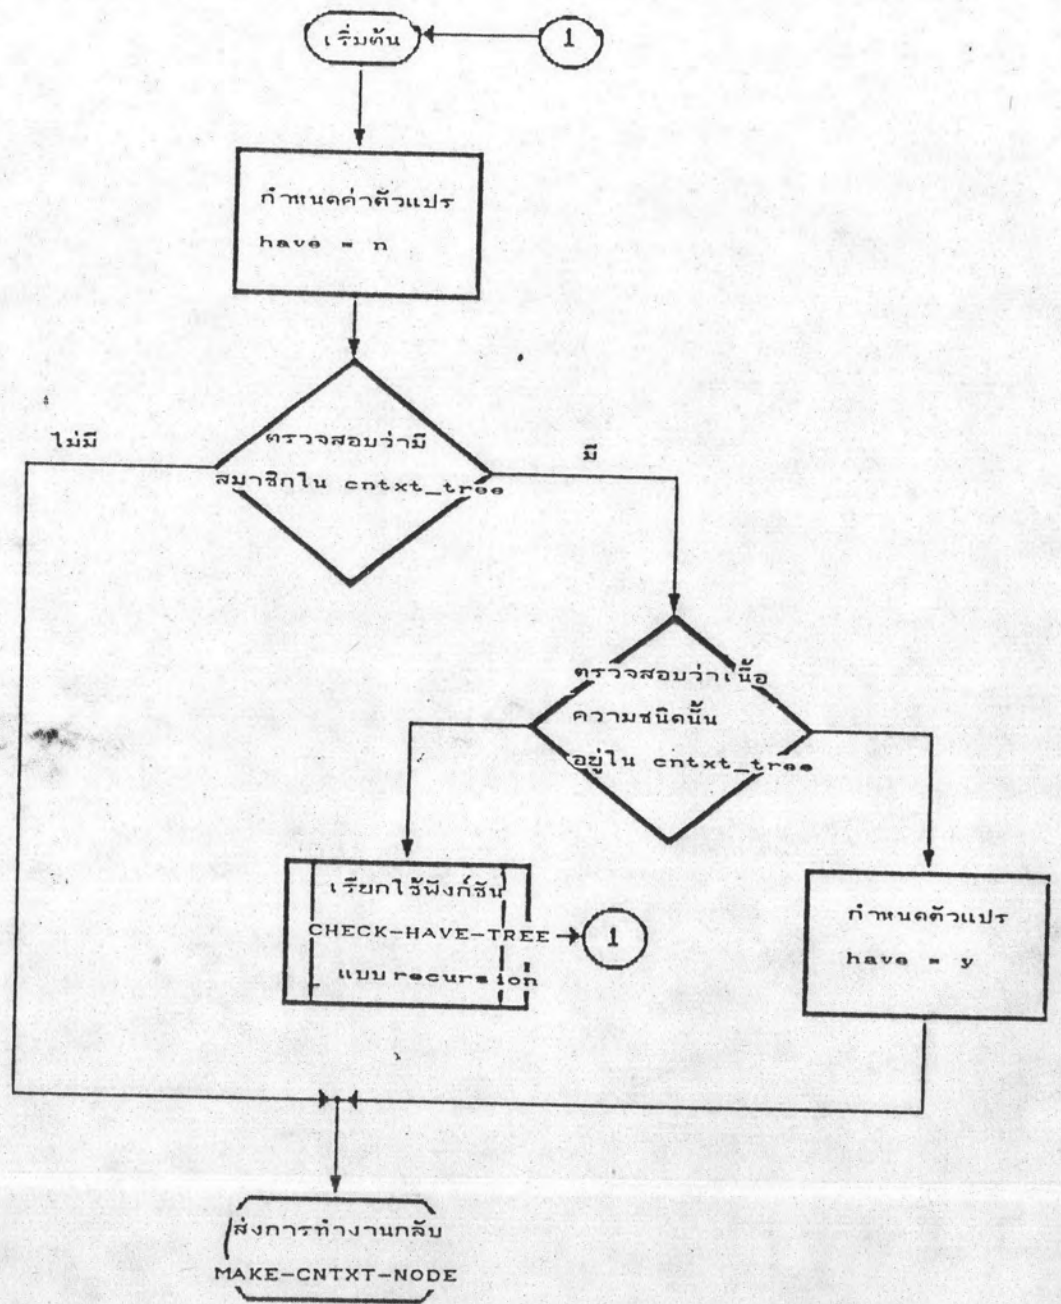 เริ่มต้น
1
กำหนดค่าตัวแปร
have = n
ไม่มี
ตรวจสอบว่ามี
สมาชิกใน cntxt_tree
มี
ตรวจสอบว่าเนื้อ
ความชนิดนั้น
อยู่ใน cntxt_tree
เรียกใช้ฟังก์ชัน
CHECK-HAVE-TREE
แบบ recursion
1
กำหนดตัวแปร
have = y
ส่งการทำงานกลับ
MAKE-CNTXT-NODE